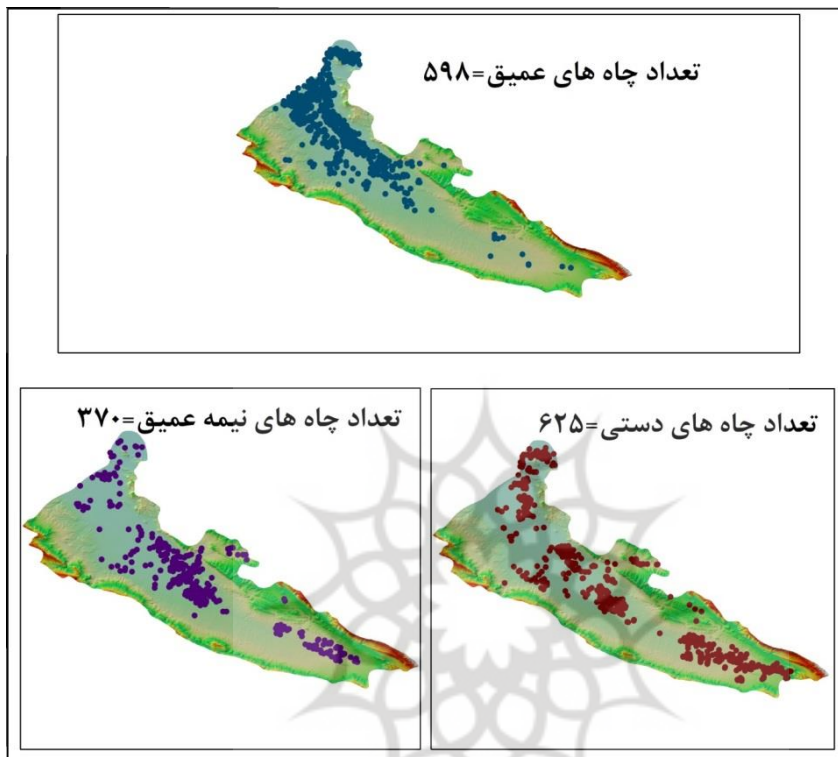 تعداد چاه های عمیق=۵۹۸
تعداد چاه های دستی=۶۲۵
تعداد چاه های نیمه عمیق=۳۷۰